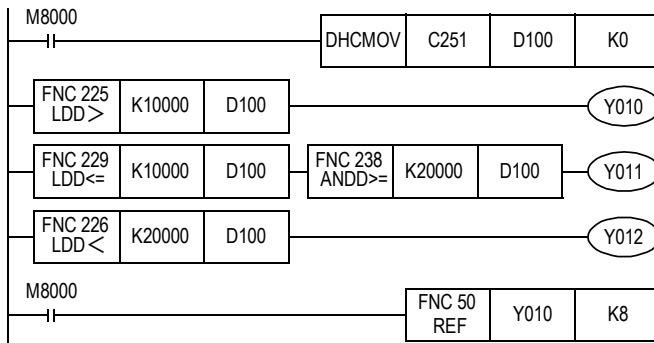 M8000
DHCMOV C251 D100 K0
FNC 225
LDD> K10000 D100 Y010
FNC 229
LDD<= K10000 D100 FNC 238
ANDD>= K20000 D100 Y011
FNC 226
LDD< K20000 D100 Y012
M8000
FNC 50
REF Y010 K8